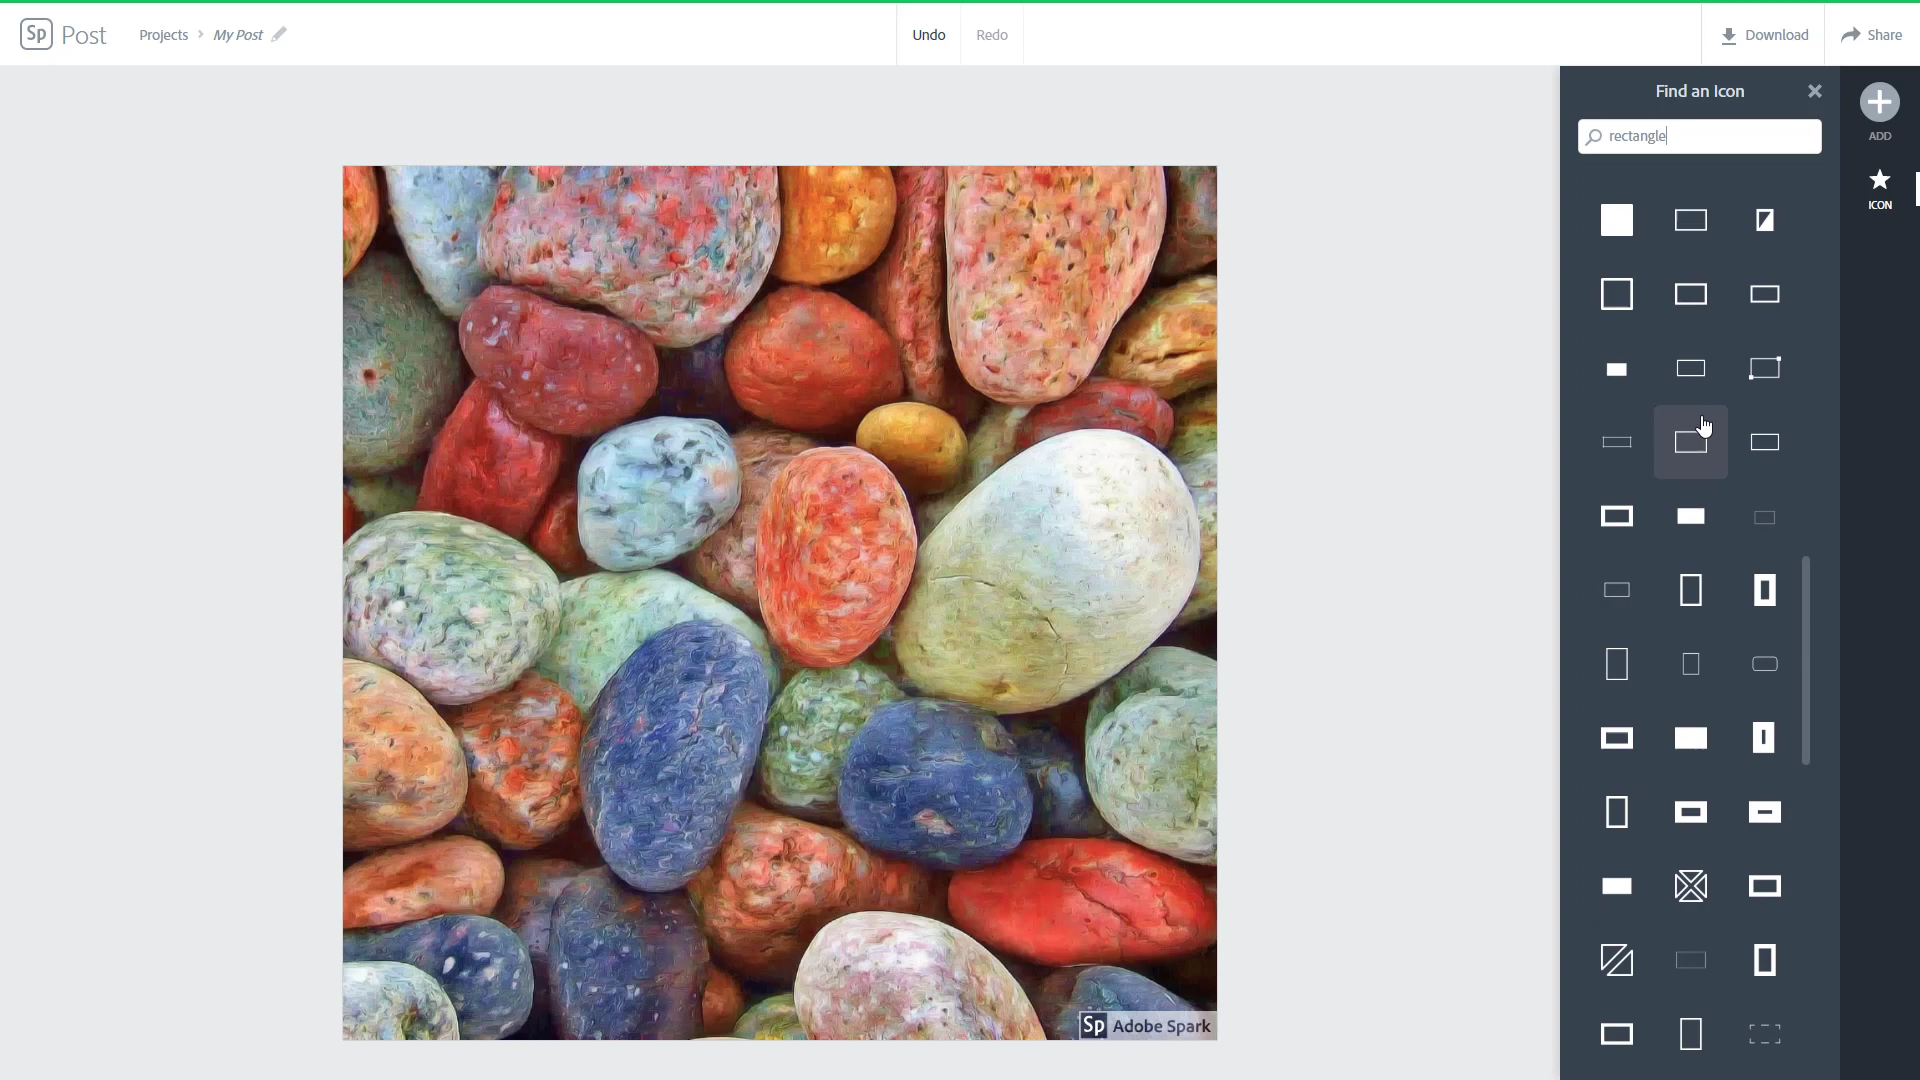 Sp Post
Projects > My Post
Undo
Redo
Download
Share
Find an Icon
rectangle
ADD
ICON
Sp Adobe Spark